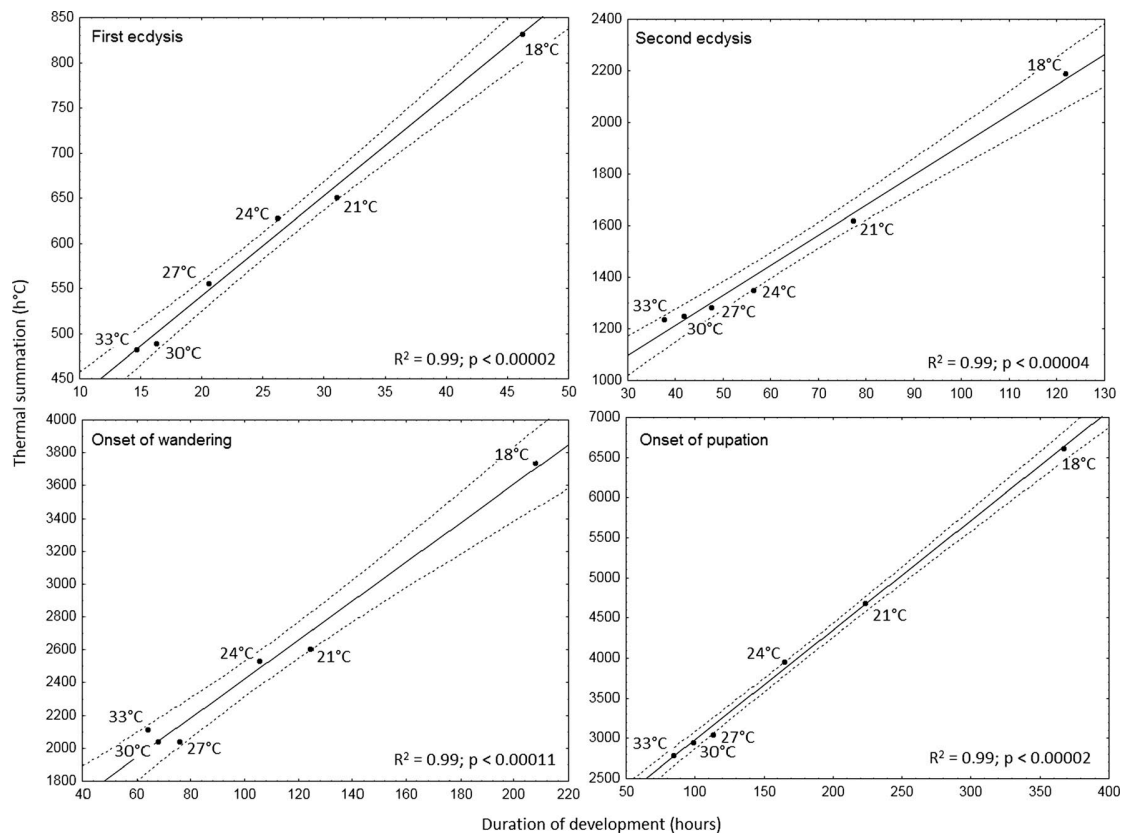 First ecdysis
850
800
750
700
650
600
550
500
450
18°C
24°C
21°C
27°C
33°C
30°C
R² = 0.99; p < 0.00002
10 15 20 25 30 35 40 45 50
Second ecdysis
2400
2200
2000
1800
1600
1400
1200
1000
18°C
21°C
24°C
33°C
27°C
30°C
R² = 0.99; p < 0.00004
30 40 50 60 70 80 90 100 110 120 130
Thermal summation (h°C)
Onset of wandering
4000
3800
3600
3400
3200
3000
2800
2600
2400
2200
2000
1800
18°C
24°C
21°C
33°C
30°C
27°C
R² = 0.99; p < 0.00011
40 60 80 100 120 140 160 180 200 220
Onset of pupation
7000
6500
6000
5500
5000
4500
4000
3500
3000
2500
18°C
21°C
24°C
33°C
27°C
30°C
R² = 0.99; p < 0.00002
50 100 150 200 250 300 350 400
Duration of development (hours)